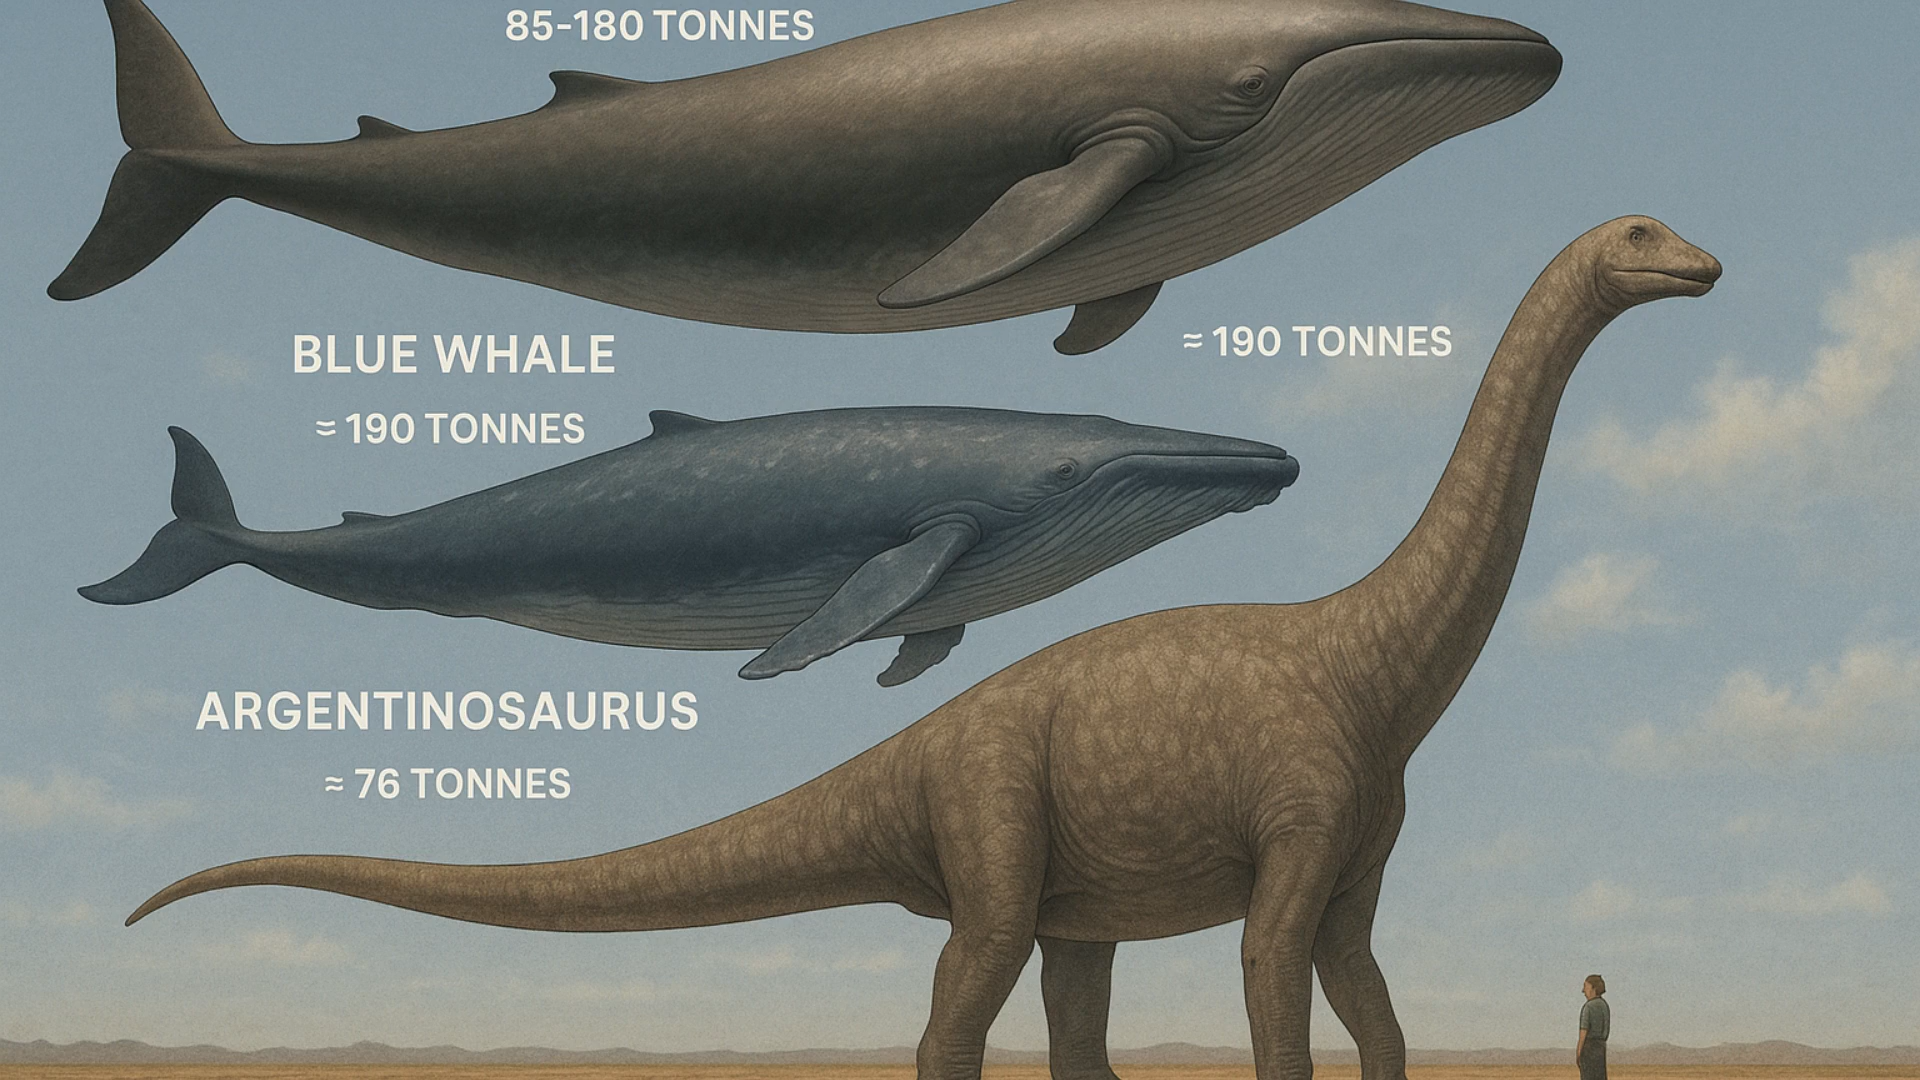 85-180 TONNES
≈ 190 TONNES
BLUE WHALE
≈ 190 TONNES
ARGENTINOSAURUS
≈ 76 TONNES